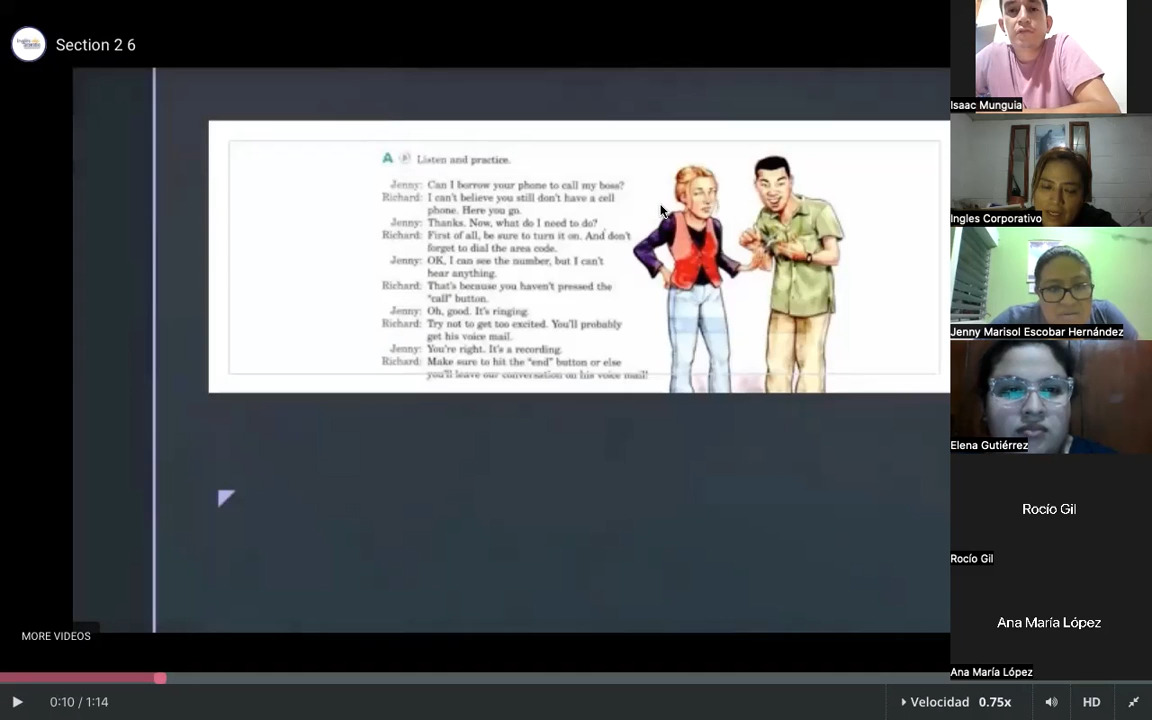 Section 2 6
A Listen and practice.
Jenny: Can I borrow your phone to call my boss?
Richard: I can't believe you still don't have a cell
phone. Here you go.
Jenny: Thanks. Now, what do I need to do?
Richard: First of all, be sure to turn it on. And don't
forget to dial the area code.
Jenny: OK, I can see the number, but I can't
hear anything.
Richard: That's because you haven't pressed the
"call" button.
Jenny: Oh, good. It's ringing.
Richard: Try not to get too excited. You'll probably
get his voice mail.
Jenny: You're right. It's a recording.
Richard: Make sure to hit the "end" button or else
you'll leave our conversation on his voice mail!
MORE VIDEOS
0:10 / 1:14
Velocidad 0.75x
HD
Isaac Munguia
Ingles Corporativo
Jenny Marisol Escobar Hernández
Elena Gutiérrez
Rocío Gil
Rocío Gil
Ana María López
Ana María López